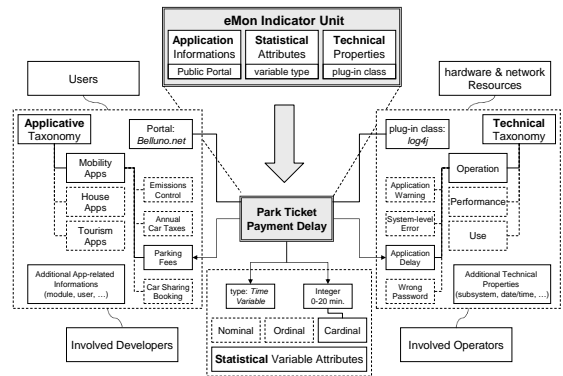 eMon Indicator Unit
Application
Informations
Public Portal
Statistical
Attributes
variable type
Technical
Properties
plug-in class
Users
hardware & network
Resources
Applicative
Taxonomy
Portal:
Belluno.net
plug-in class:
log4j
Technical
Taxonomy
Mobility
Apps
House
Apps
Tourism
Apps
Emissions
Control
Annual
Car Taxes
Parking
Fees
Car Sharing
Booking
Additional App-related
Informations
(module, user, ...)
Park Ticket
Payment Delay
Operation
Performance
Use
Application
Warning
System-level
Error
Application
Delay
Wrong
Password
Additional Technical
Properties
(subsystem, date/time, ...)
type: Time
Variable
Integer
0-20 min.
Nominal
Ordinal
Cardinal
Statistical Variable Attributes
Involved Developers
Involved Operators